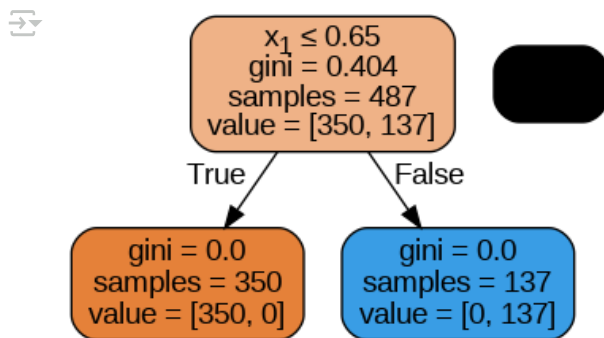 x₁ ≤ 0.65
gini = 0.404
samples = 487
value = [350, 137]
True
False
gini = 0.0
samples = 350
value = [350, 0]
gini = 0.0
samples = 137
value = [0, 137]